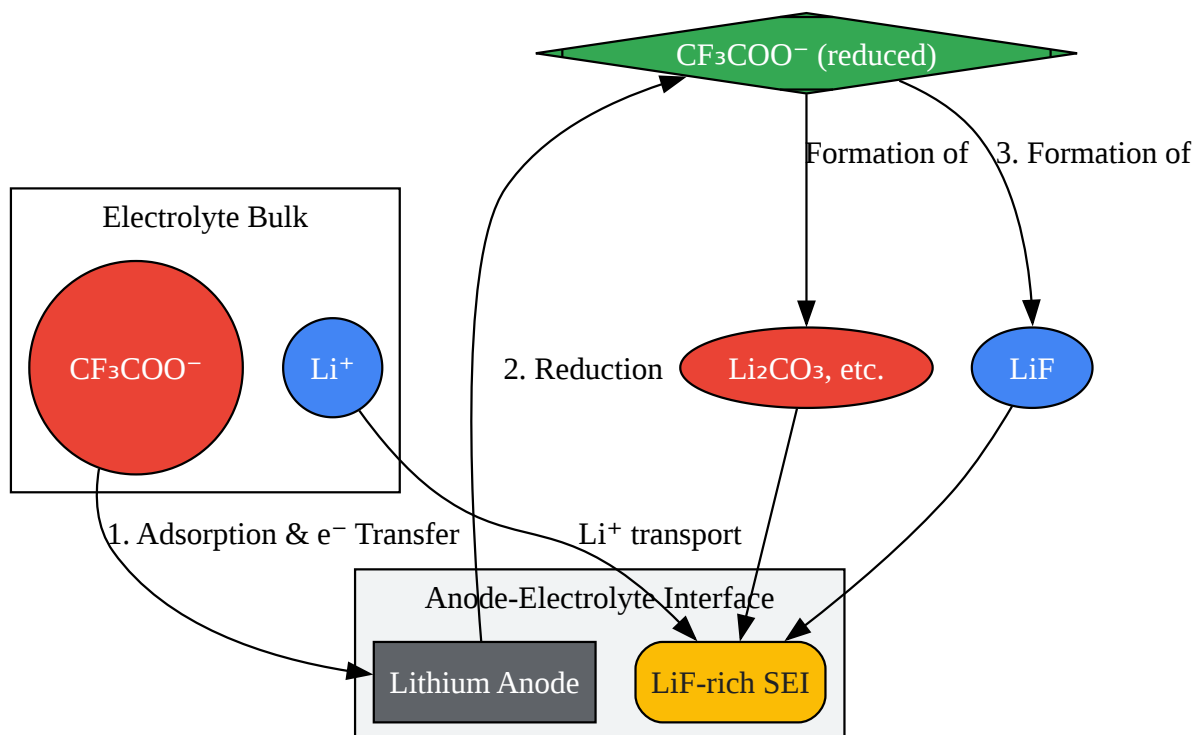 CF₃COO⁻ (reduced)
Formation of
3. Formation of
Electrolyte Bulk
CF₃COO⁻
Li⁺
2. Reduction
Li₂CO₃, etc.
LiF
1. Adsorption & e⁻ Transfer
Li⁺ transport
Anode-Electrolyte Interface
Lithium Anode
LiF-rich SEI